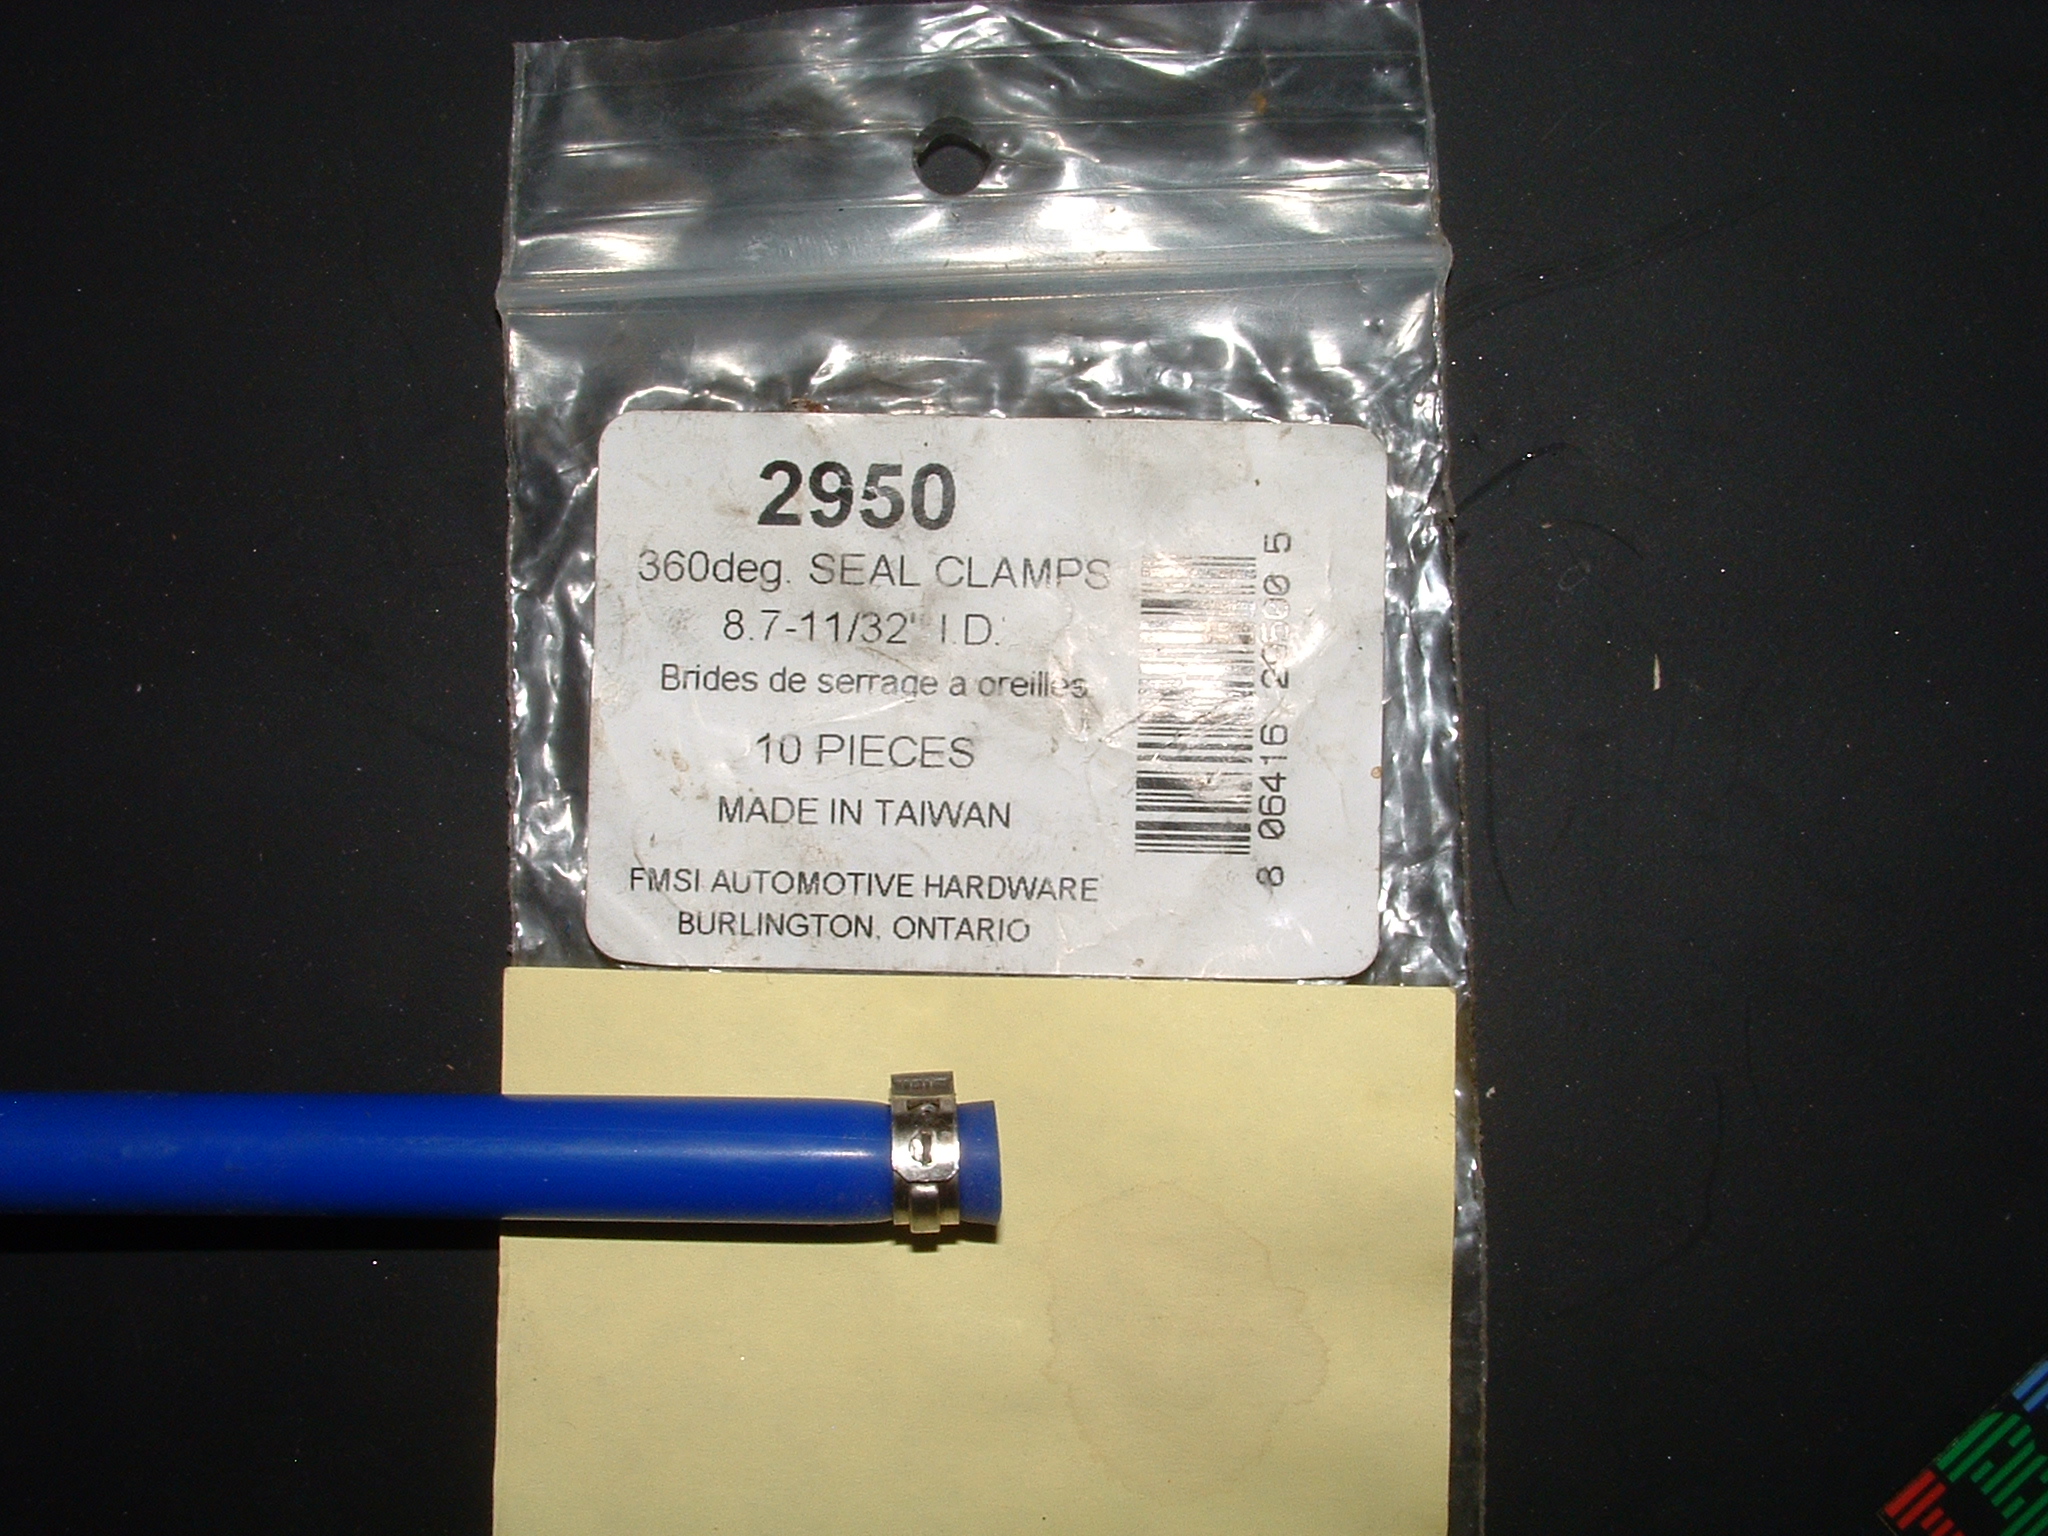 2950
360deg. SEAL CLAMPS
8.7-11/32" I.D.
Brides de serrage a oreilles
10 PIECES
MADE IN TAIWAN
FMSI AUTOMOTIVE HARDWARE
BURLINGTON, ONTARIO
8 06416 29500 5